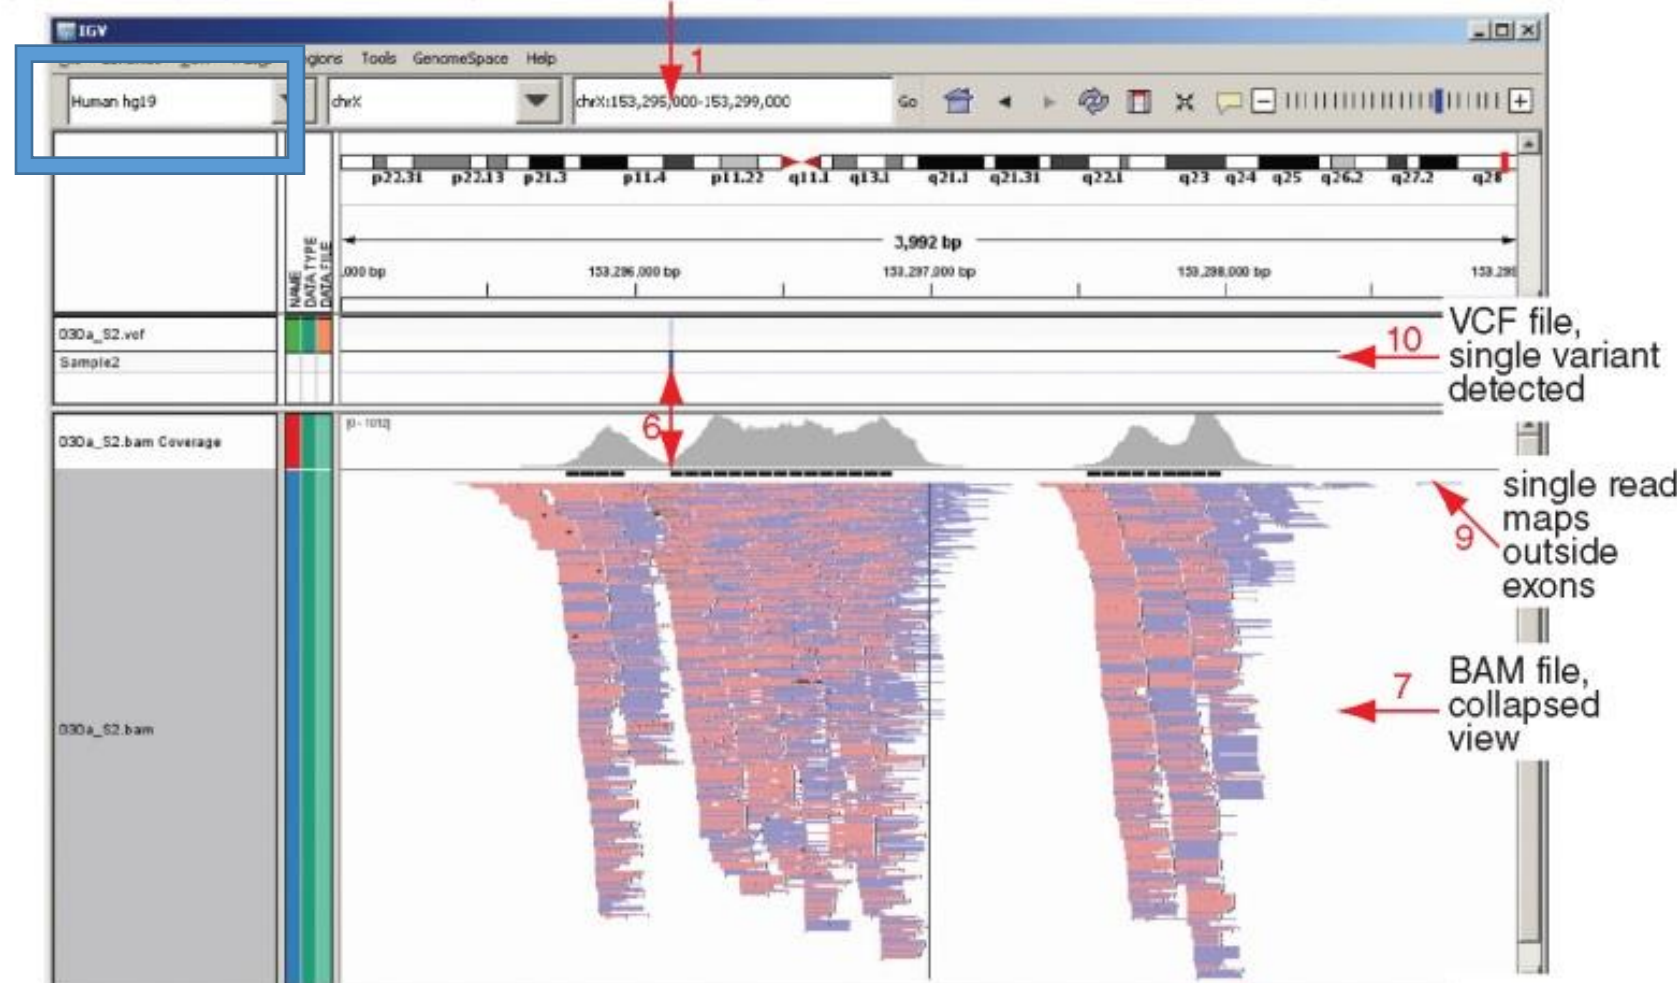 IGV
Tools GenomeSpace Help
1
Human hg19
chrX
chrX:153,295,000-153,299,000
Go
p22.31 p22.13 p21.3 p11.4 p11.22 q11.1 q13.1 q21.1 q21.31 q22.1 q23 q24 q25 q26.2 q27.2 q28
3,992 bp
NAME
DATA TYPE
DATA FILE
,000 bp 153,296,000 bp 153,297,000 bp 153,298,000 bp
030a_S2.vcf
Sample2
10
VCF file,
single variant
detected
6
030a_S2.bam Coverage
[0 - 1012]
single read
maps
outside
exons
9
030a_S2.bam
7
BAM file,
collapsed
view